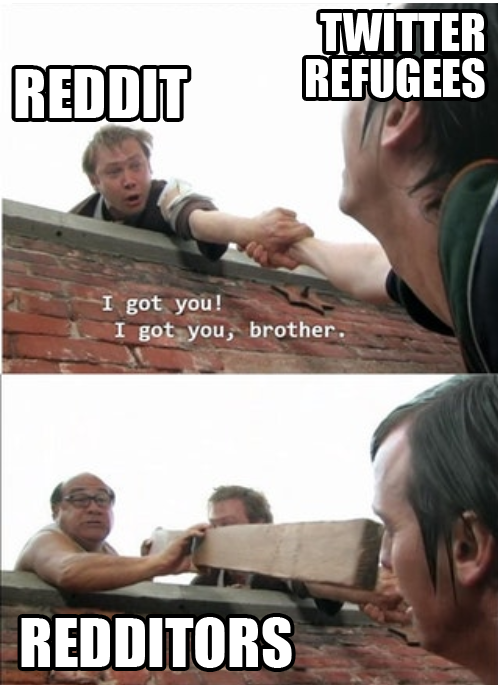 TWITTER
REFUGEES
REDDIT
I got you!
I got you, brother.
REDDITORS